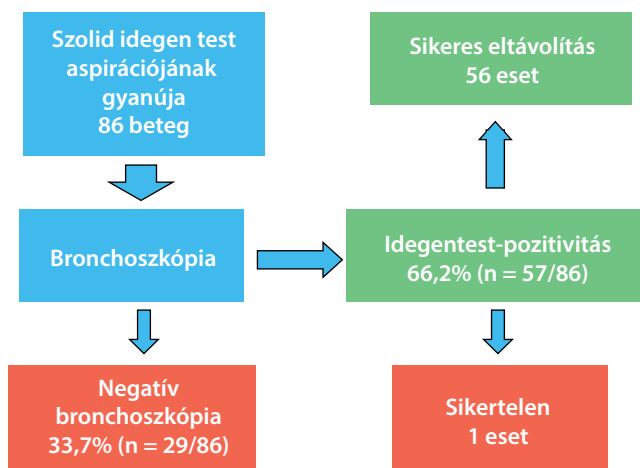 Szolid idegen test
aspirációjának
gyanúja
86 beteg
Sikeres eltávolítás
56 eset
Bronchoszkópia
Idegentest-pozitivitás
66,2% (n = 57/86)
Negatív
bronchoszkópia
33,7% (n = 29/86)
Sikertelen
1 eset